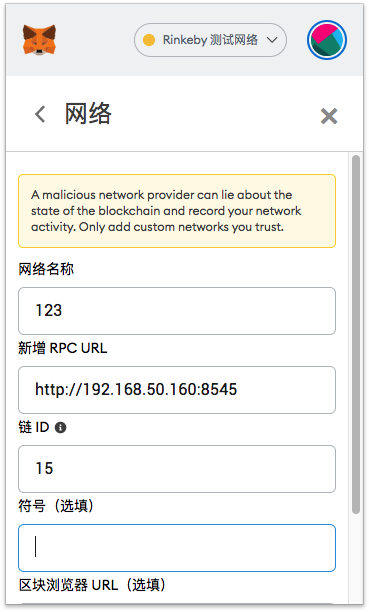 Rinkeby 测试网络
网络
A malicious network provider can lie about the
state of the blockchain and record your network
activity. Only add custom networks you trust.
网络名称
123
新增 RPC URL
http://192.168.50.160:8545
链 ID
15
符号（选填）
区块浏览器 URL（选填）